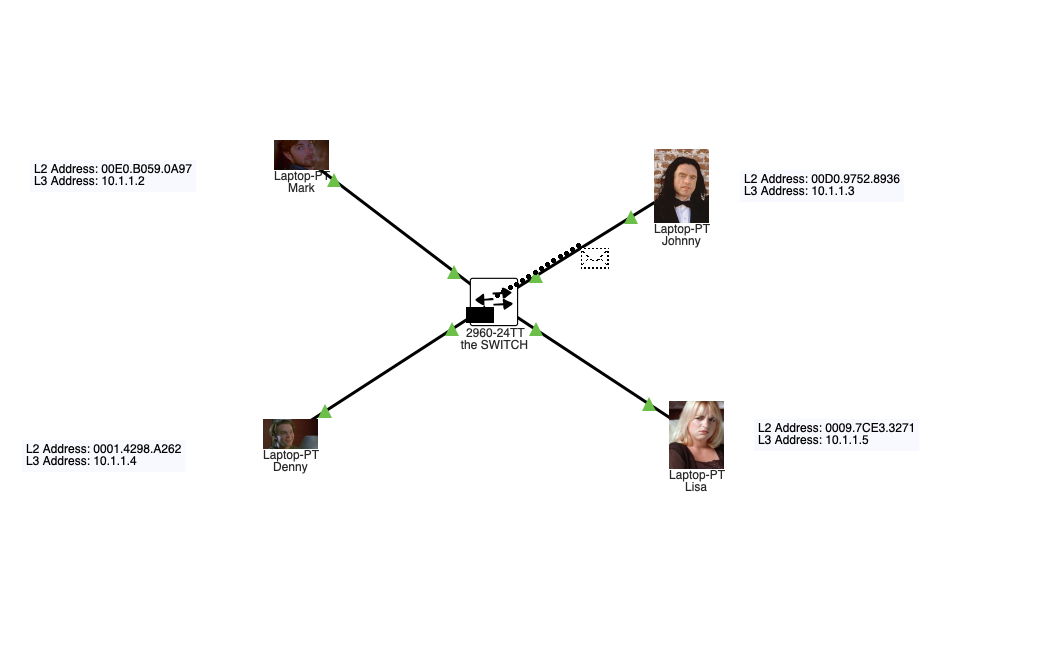 L2 Address: 00E0.B059.0A97
L3 Address: 10.1.1.2
Laptop-PT
Mark
L2 Address: 00D0.9752.8936
L3 Address: 10.1.1.3
Laptop-PT
Johnny
2960-24TT
the SWITCH
L2 Address: 0001.4298.A262
L3 Address: 10.1.1.4
Laptop-PT
Denny
L2 Address: 0009.7CE3.3271
L3 Address: 10.1.1.5
Laptop-PT
Lisa